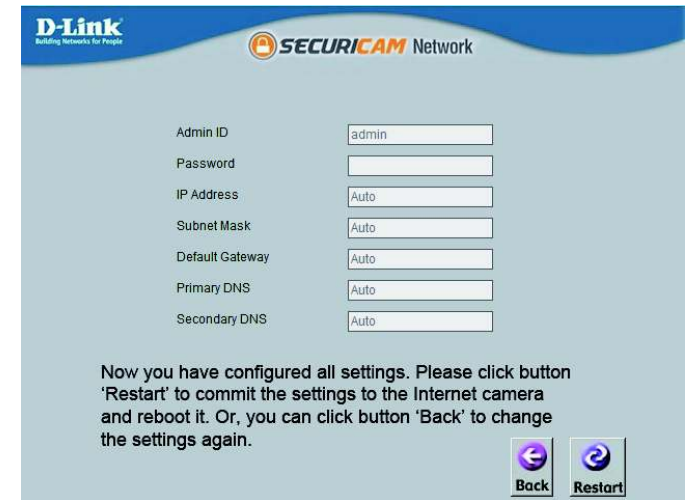 D-Link
Building Networks for People
SECURICAM Network
Admin ID admin
Password
IP Address Auto
Subnet Mask Auto
Default Gateway Auto
Primary DNS Auto
Secondary DNS Auto
Now you have configured all settings. Please click button
‘Restart’ to commit the settings to the Internet camera
and reboot it. Or, you can click button ‘Back’ to change
the settings again.
Back Restart